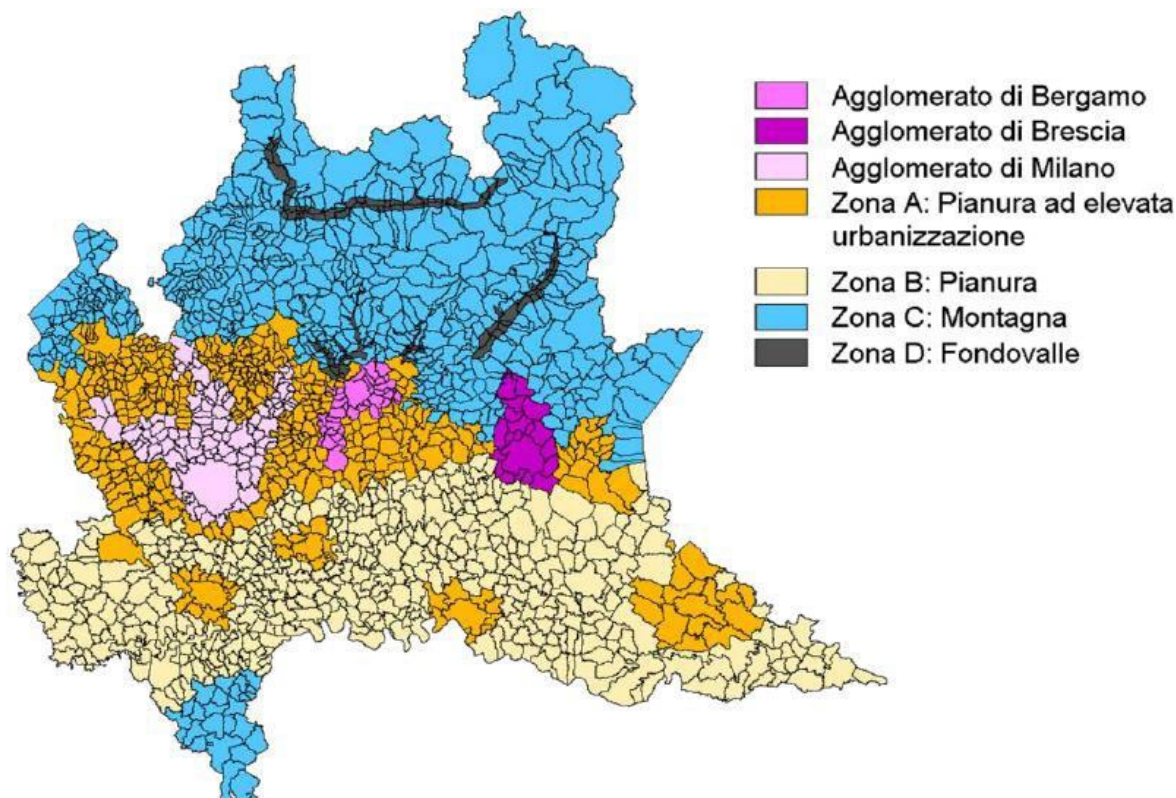 Agglomerato di Bergamo
Agglomerato di Brescia
Agglomerato di Milano
Zona A: Pianura ad elevata
urbanizzazione
Zona B: Pianura
Zona C: Montagna
Zona D: Fondovalle